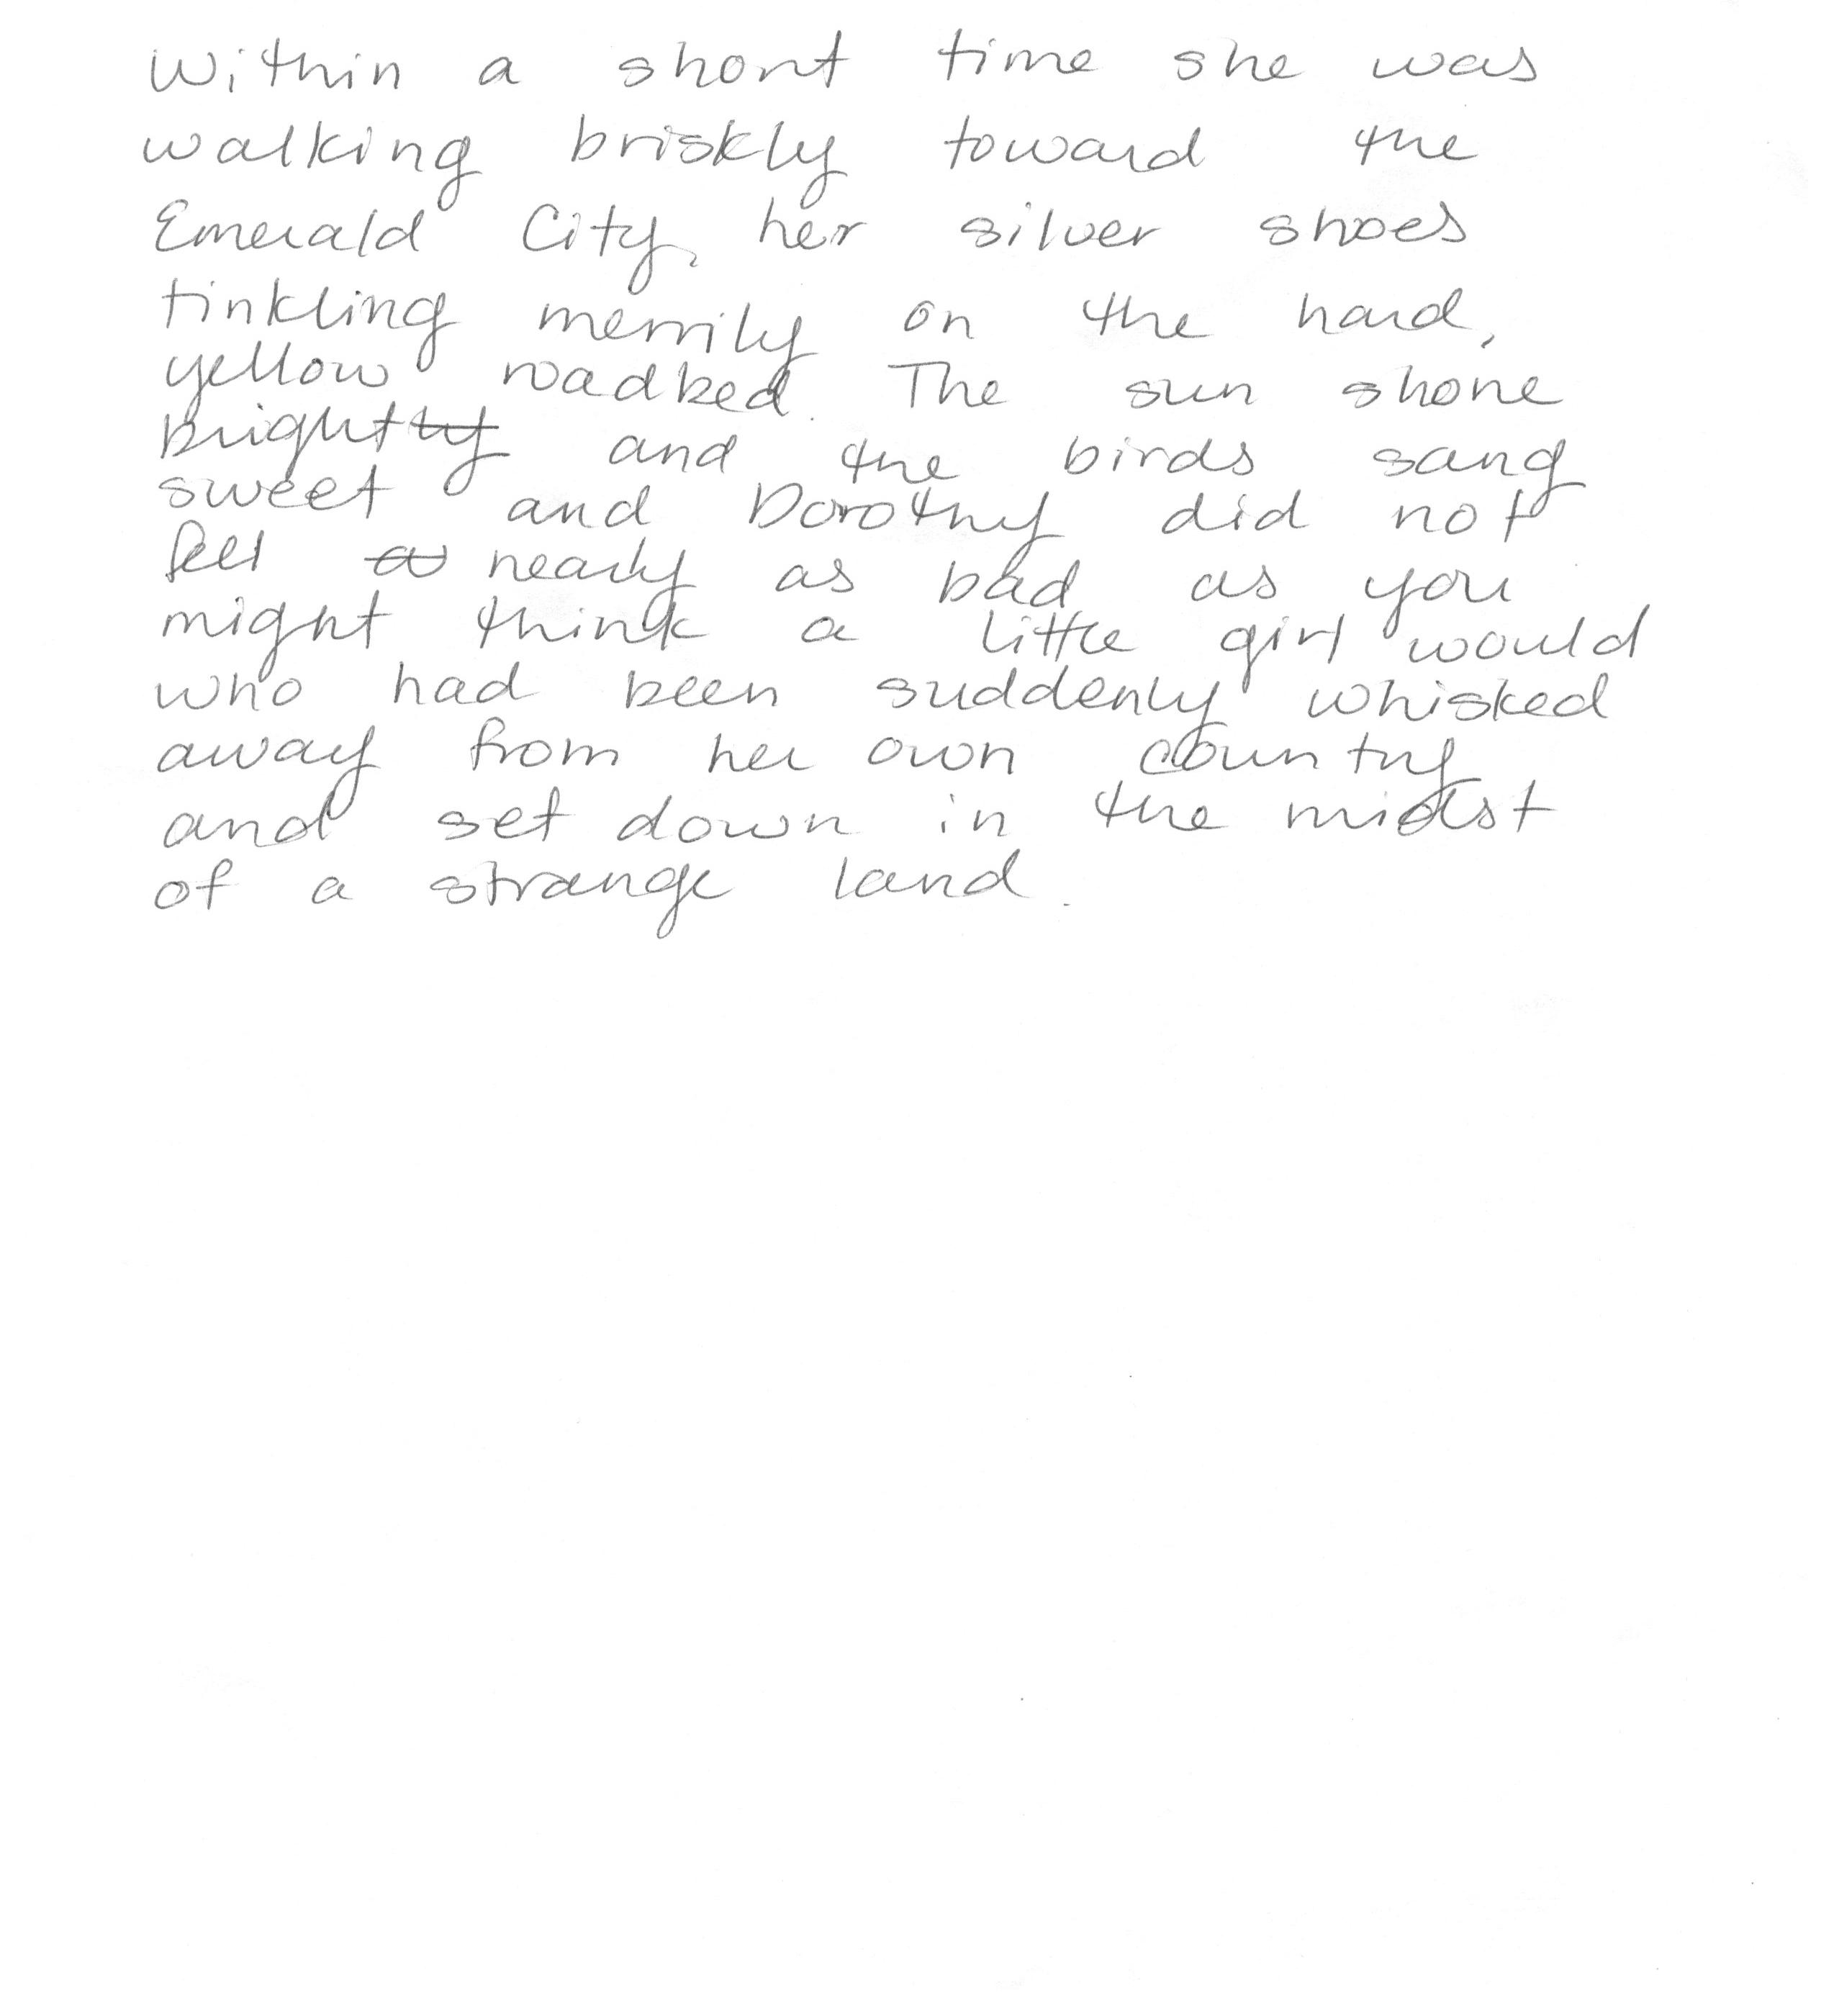 Within a short time she was
walking briskly toward the
Emerald City, her silver shoes
tinkling merrily on the hard,
yellow roadbed. The sun shone
bright and the birds sang
sweet and Dorothy did not
feel nearly as bad as you
might think a little girl would
who had been suddenly whisked
away from her own country
and set down in the midst
of a strange land.